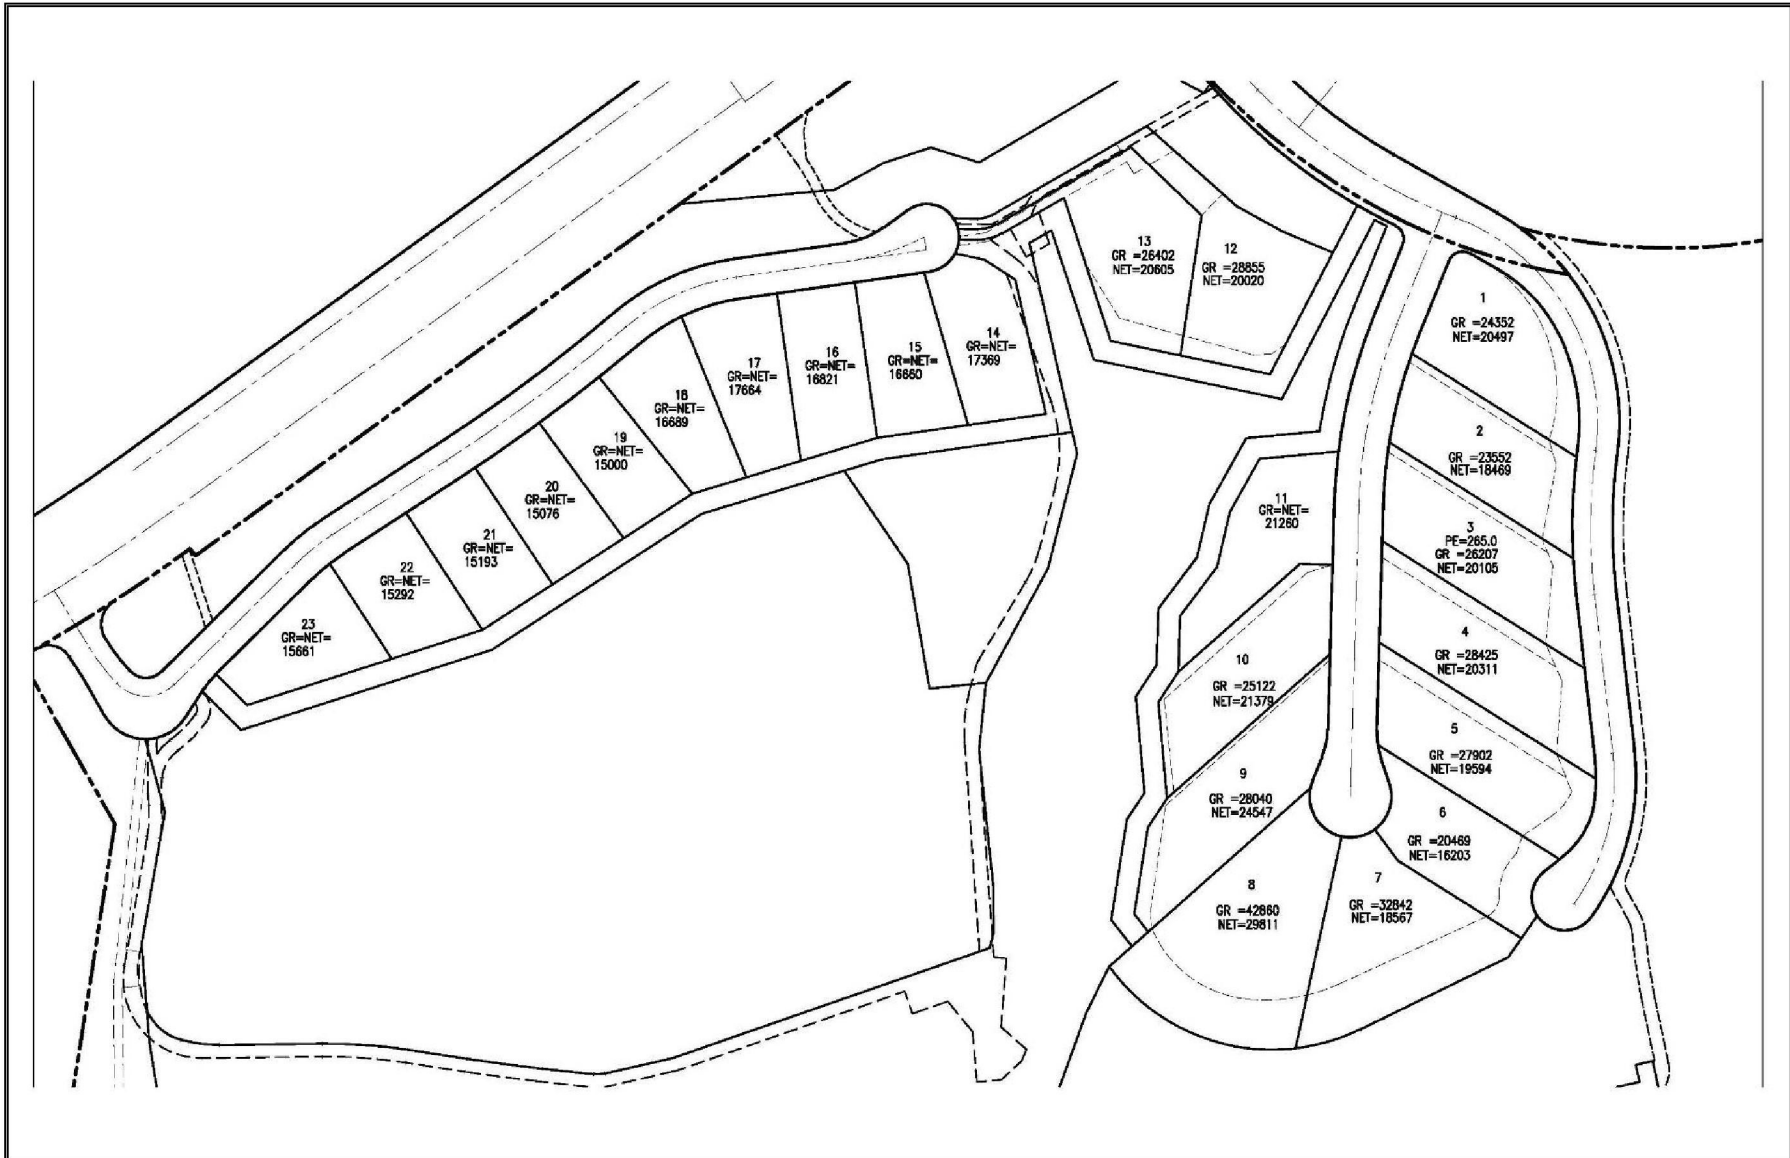 1
GR =24352
NET=20497
2
GR =23552
NET=18469
3
PE=265.0
GR =26207
NET=20105
4
GR =28425
NET=20311
5
GR =27902
NET=19594
6
GR =20469
NET=16203
7
GR =32842
NET=18567
8
GR =42860
NET=29811
9
GR =28040
NET=24547
10
GR =25122
NET=21379
11
GR=NET=
21260
12
GR =28855
NET=20020
13
GR =26402
NET=20605
14
GR=NET=
17369
15
GR=NET=
16860
16
GR=NET=
16821
17
GR=NET=
17664
18
GR=NET=
16689
19
GR=NET=
15000
20
GR=NET=
15076
21
GR=NET=
15193
22
GR=NET=
15292
23
GR=NET=
15661